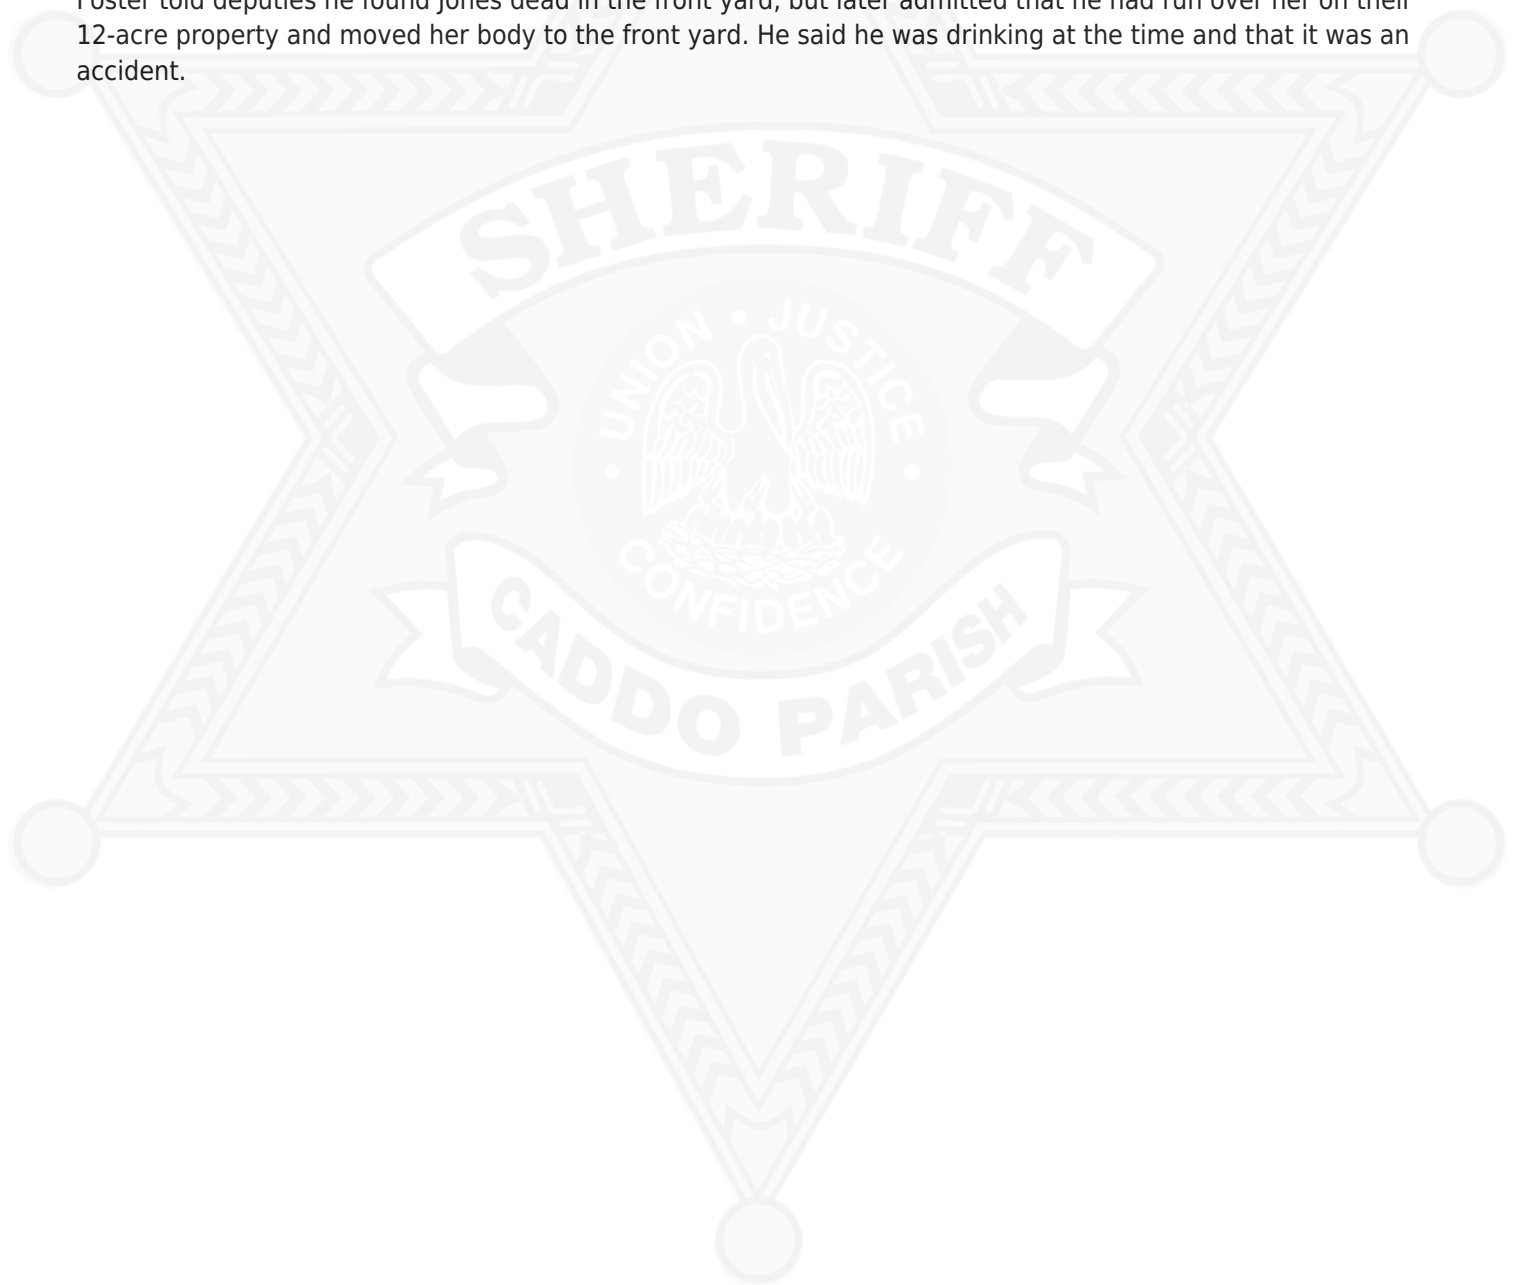 Foster told deputies he found Jones dead in the front yard, but later admitted that he had run over her on their
12-acre property and moved her body to the front yard. He said he was drinking at the time and that it was an
accident.
SHERIFF
UNION • JUSTICE
• CONFIDENCE •
CADDO PARISH